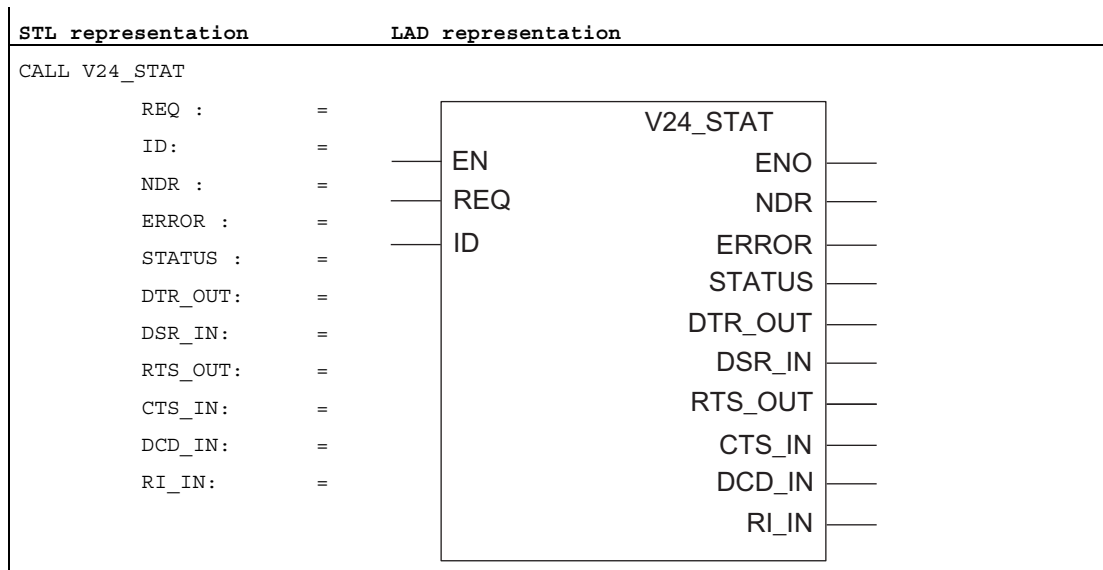 STL representation LAD representation
CALL V24_STAT
REQ : =
ID: =
NDR : =
ERROR : =
STATUS : =
DTR_OUT: =
DSR_IN: =
RTS_OUT: =
CTS_IN: =
DCD_IN: =
RI_IN: =
V24_STAT
EN ENO
REQ NDR
ID ERROR
STATUS
DTR_OUT
DSR_IN
RTS_OUT
CTS_IN
DCD_IN
RI_IN